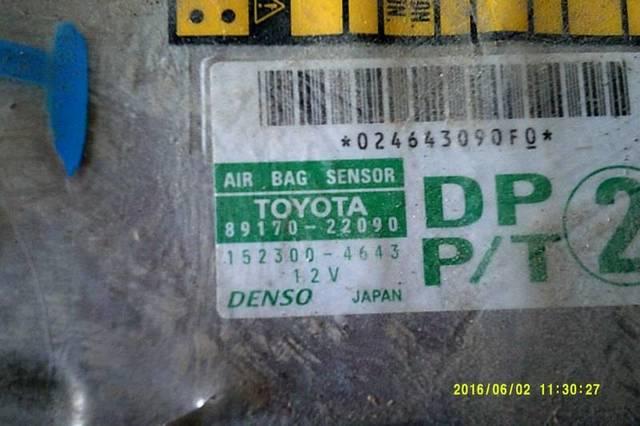 *024643090F0*
AIR BAG SENSOR
TOYOTA
89170-22090
152300-4643
12V
DENSO JAPAN
DP
P/T
2
2016/06/02 11:30:27